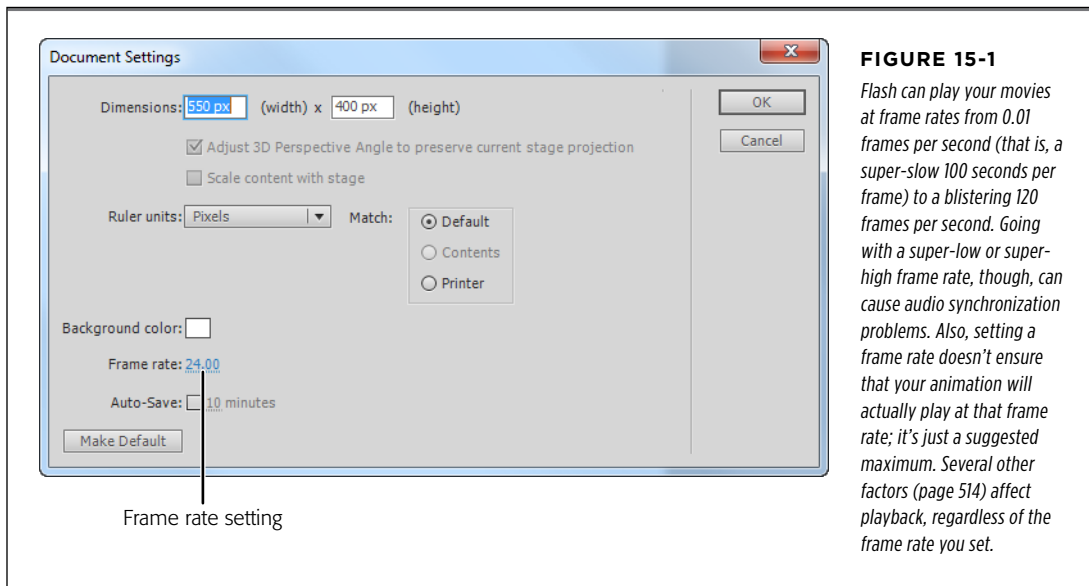 Document Settings
Dimensions: 550 px (width) x 400 px (height)
OK
Cancel
Adjust 3D Perspective Angle to preserve current stage projection
Scale content with stage
Ruler units: Pixels Match: Default
Contents
Printer
Background color:
Frame rate: 24.00
Auto-Save: 10 minutes
Make Default
Frame rate setting
FIGURE 15-1
Flash can play your movies
at frame rates from 0.01
frames per second (that is, a
super-slow 100 seconds per
frame) to a blistering 120
frames per second. Going
with a super-low or super-
high frame rate, though, can
cause audio synchronization
problems. Also, setting a
frame rate doesn’t ensure
that your animation will
actually play at that frame
rate; it’s just a suggested
maximum. Several other
factors (page 514) affect
playback, regardless of the
frame rate you set.